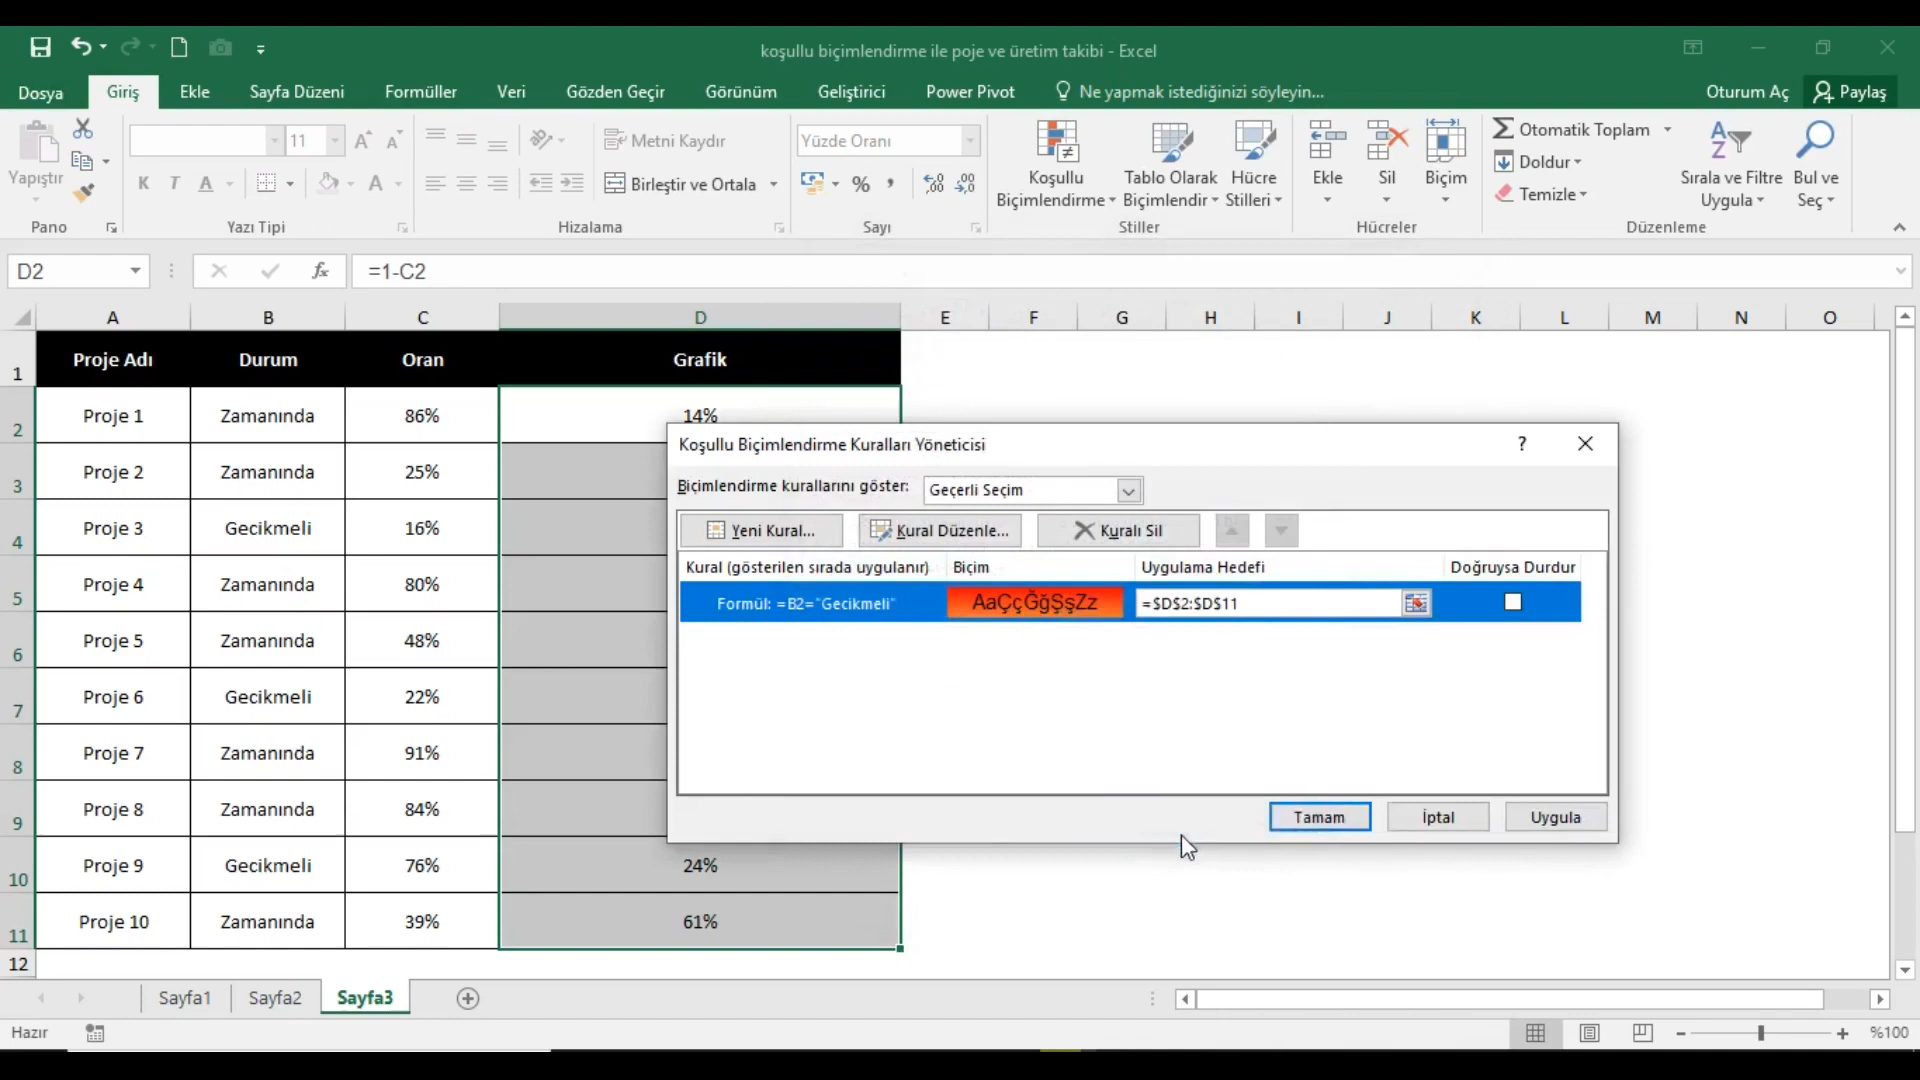 koşullu biçimlendirme ile poje ve üretim takibi - Excel
Dosya Giriş Ekle Sayfa Düzeni Formüller Veri Gözden Geçir Görünüm Geliştirici Power Pivot Ne yapmak istediğinizi söyleyin... Oturum Aç Paylaş
11 Metni Kaydır Yüzde Oranı Otomatik Toplam
Yapıştır K T A A Birleştir ve Ortala % Koşullu Biçimlendirme Tablo Olarak Biçimlendir Hücre Stilleri Ekle Sil Biçim Doldur Temizle Sırala ve Filtre Uygula Bul ve Seç
Pano Yazı Tipi Hizalama Sayı Stiller Hücreler Düzenleme
D2 fx =1-C2
A B C D E F G H I J K L M N O
1 Proje Adı Durum Oran Grafik
2 Proje 1 Zamanında 86% 14%
3 Proje 2 Zamanında 25%
4 Proje 3 Gecikmeli 16%
5 Proje 4 Zamanında 80%
6 Proje 5 Zamanında 48%
7 Proje 6 Gecikmeli 22%
8 Proje 7 Zamanında 91%
9 Proje 8 Zamanında 84%
10 Proje 9 Gecikmeli 76% 24%
11 Proje 10 Zamanında 39% 61%
12
Koşullu Biçimlendirme Kuralları Yöneticisi ?
Biçimlendirme kurallarını göster: Geçerli Seçim
Yeni Kural... Kural Düzenle... Kuralı Sil
Kural (gösterilen sırada uygulanır) Biçim Uygulama Hedefi Doğruysa Durdur
Formül: =B2="Gecikmeli" AaÇçĞğŞşZz =$D$2:$D$11
Tamam İptal Uygula
Sayfa1 Sayfa2 Sayfa3
Hazır %100